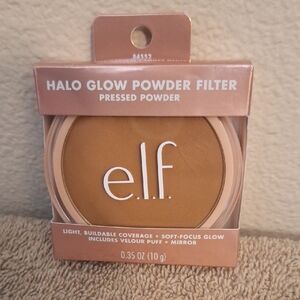 HALO GLOW POWDER FILTER
PRESSED POWDER
e.l.f.
LIGHT, BUILDABLE COVERAGE • SOFT-FOCUS GLOW
INCLUDES VELOUR PUFF + MIRROR
0.35 OZ (10 g)